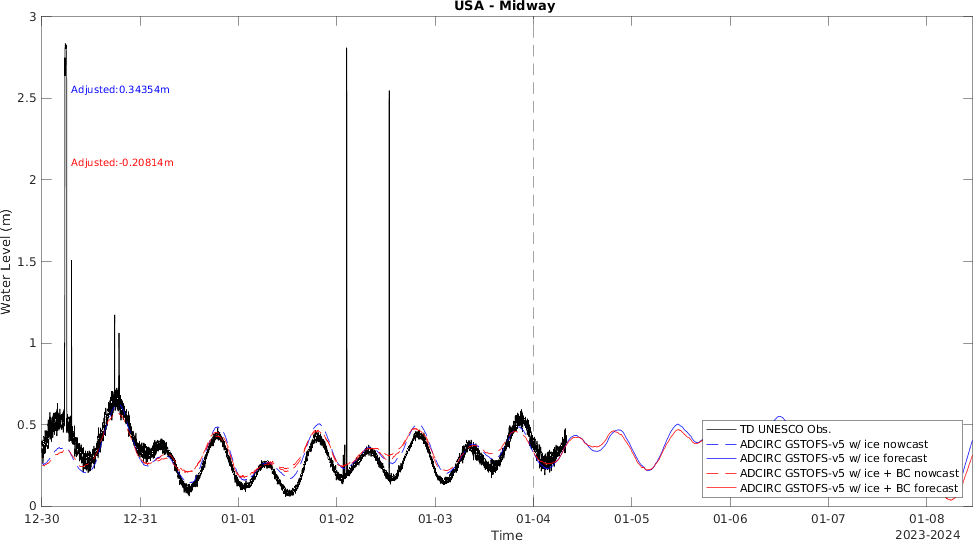 USA - Midway
3
2.5
2
1.5
1
0.5
0
Water Level (m)
Adjusted:0.34354m
Adjusted:-0.20814m
TD UNESCO Obs.
ADCIRC GSTOFS-v5 w/ ice nowcast
ADCIRC GSTOFS-v5 w/ ice forecast
ADCIRC GSTOFS-v5 w/ ice + BC nowcast
ADCIRC GSTOFS-v5 w/ ice + BC forecast
12-30 12-31 01-01 01-02 01-03 01-04 01-05 01-06 01-07 01-08
Time
2023-2024